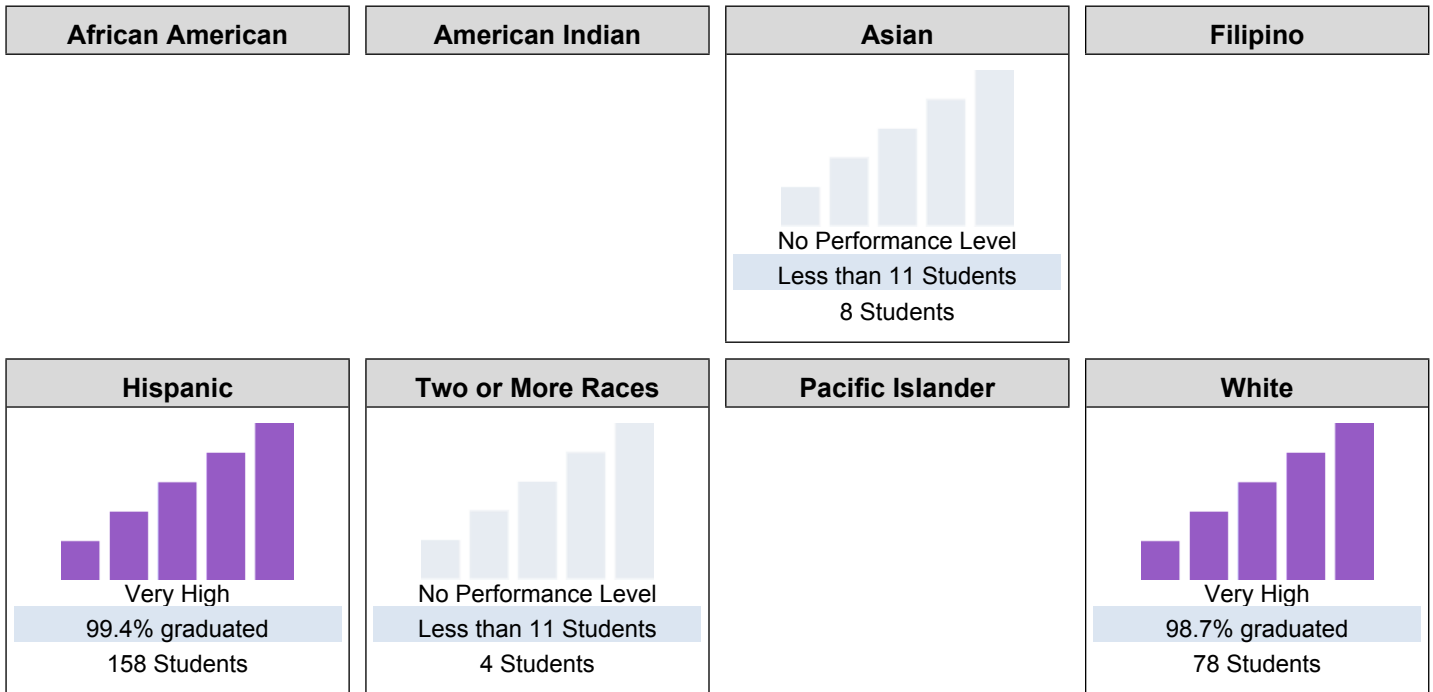 African American
American Indian
Asian
Filipino
No Performance Level
Less than 11 Students
8 Students
Hispanic
Two or More Races
Pacific Islander
White
Very High
99.4% graduated
158 Students
No Performance Level
Less than 11 Students
4 Students
Very High
98.7% graduated
78 Students